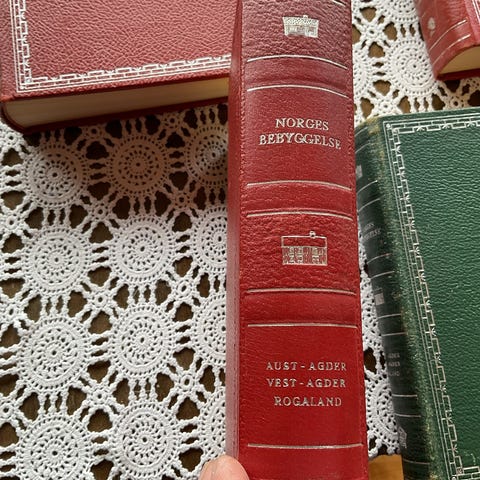 NORGES
BEBYGGELSE
AUST-AGDER
VEST-AGDER
ROGALAND